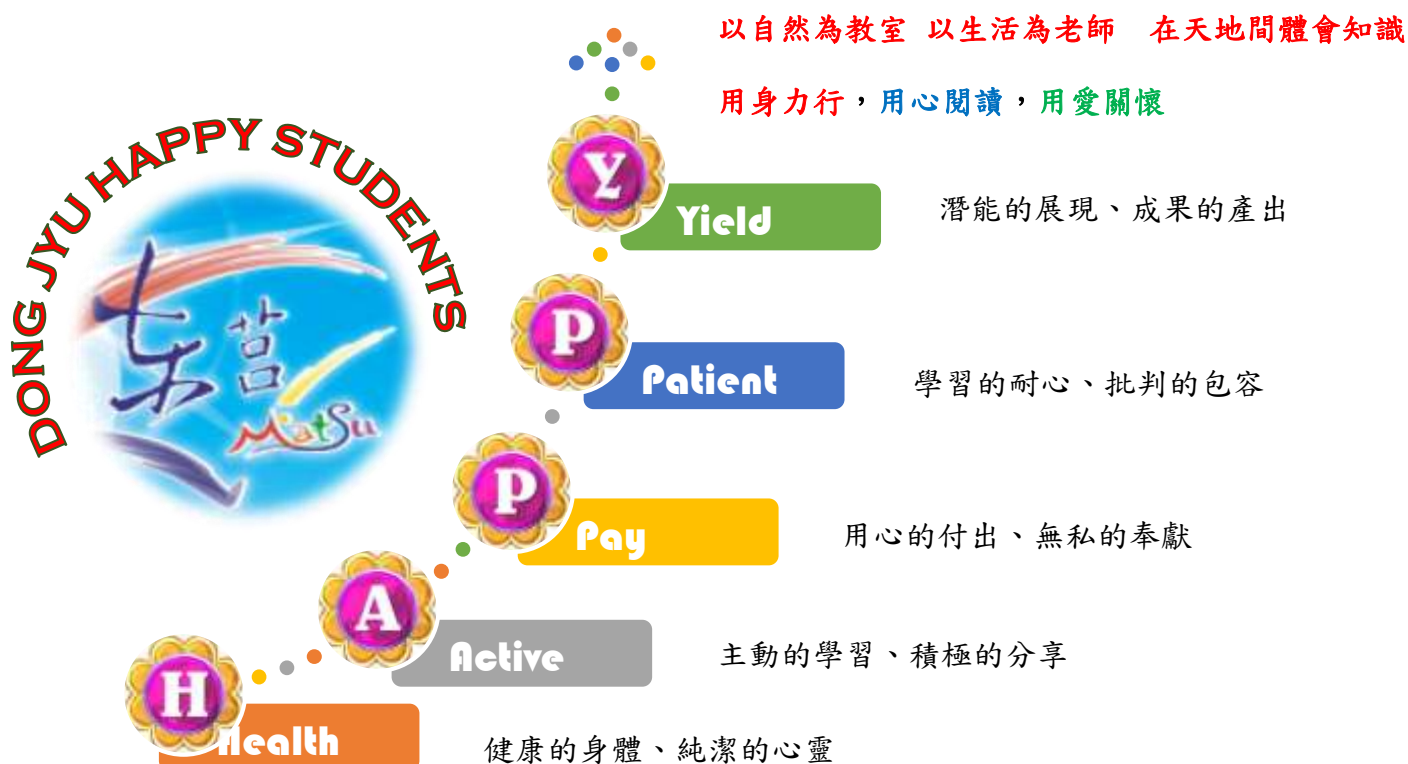 以自然為教室 以生活為老師 在天地間體會知識
用身力行，用心閱讀，用愛關懷
DONG JYU HAPPY STUDENTS
東莒
MatSu
Y
Yield
潛能的展現、成果的產出
P
Patient
學習的耐心、批判的包容
P
Pay
用心的付出、無私的奉獻
A
Active
主動的學習、積極的分享
H
Health
健康的身體、純潔的心靈